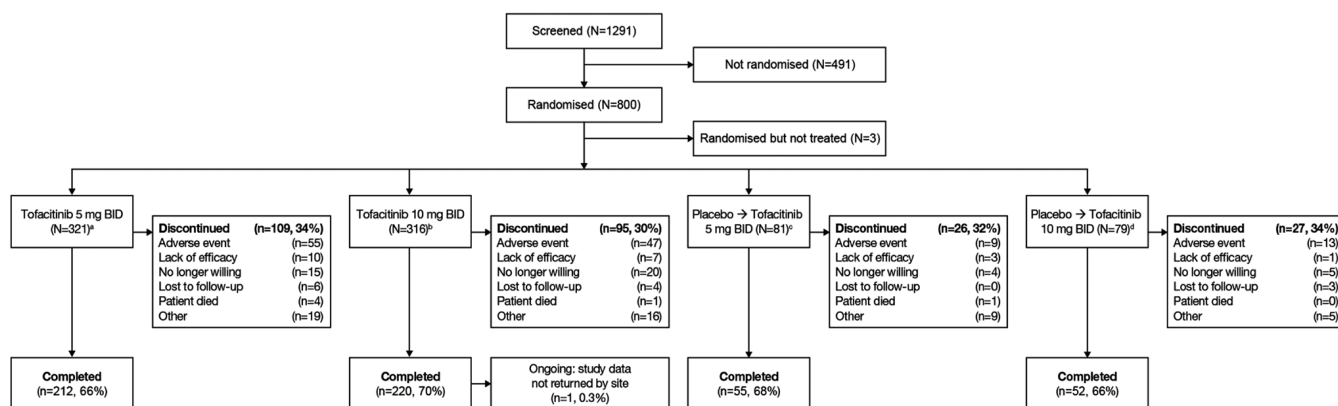 Screened (N=1291)
Not randomised (N=491)
Randomised (N=800)
Randomised but not treated (N=3)
Tofacitinib 5 mg BID
(N=321)ᵃ
Discontinued (n=109, 34%)
Adverse event (n=55)
Lack of efficacy (n=10)
No longer willing (n=15)
Lost to follow-up (n=6)
Patient died (n=4)
Other (n=19)
Tofacitinib 10 mg BID
(N=316)ᵇ
Discontinued (n=95, 30%)
Adverse event (n=47)
Lack of efficacy (n=7)
No longer willing (n=20)
Lost to follow-up (n=4)
Patient died (n=1)
Other (n=16)
Placebo → Tofacitinib
5 mg BID (N=81)ᶜ
Discontinued (n=26, 32%)
Adverse event (n=9)
Lack of efficacy (n=3)
No longer willing (n=4)
Lost to follow-up (n=0)
Patient died (n=1)
Other (n=9)
Placebo → Tofacitinib
10 mg BID (N=79)ᵈ
Discontinued (n=27, 34%)
Adverse event (n=13)
Lack of efficacy (n=1)
No longer willing (n=5)
Lost to follow-up (n=3)
Patient died (n=0)
Other (n=5)
Completed
(n=212, 66%)
Completed
(n=220, 70%)
Ongoing: study data
not returned by site
(n=1, 0.3%)
Completed
(n=55, 68%)
Completed
(n=52, 66%)